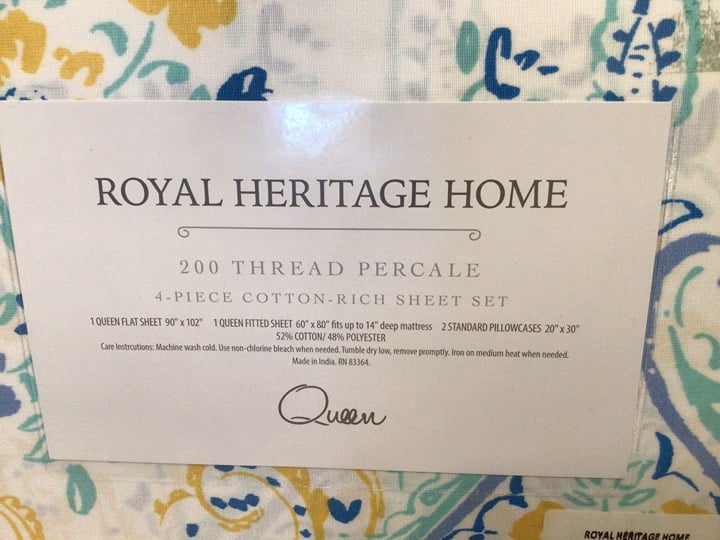 ROYAL HERITAGE HOME
200 THREAD PERCALE
4-PIECE COTTON-RICH SHEET SET
1 QUEEN FLAT SHEET 90" x 102" 1 QUEEN FITTED SHEET 60" x 80" fits up to 14" deep mattress 2 STANDARD PILLOWCASES 20" x 30"
52% COTTON/ 48% POLYESTER
Care Instrcutions: Machine wash cold. Use non-chlorine bleach when needed. Tumble dry low, remove promptly. Iron on medium heat when needed.
Made in India. RN 83364.
Queen
ROYAL HERITAGE HOME